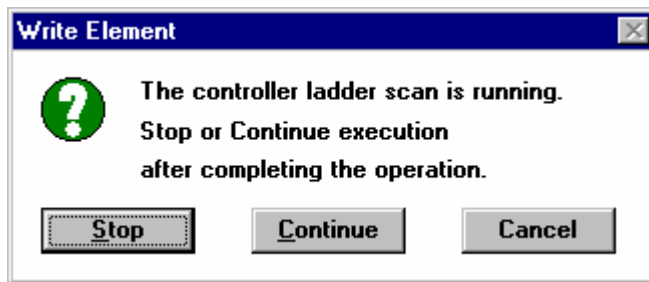 Write Element
The controller ladder scan is running.
Stop or Continue execution
after completing the operation.
Stop Continue Cancel